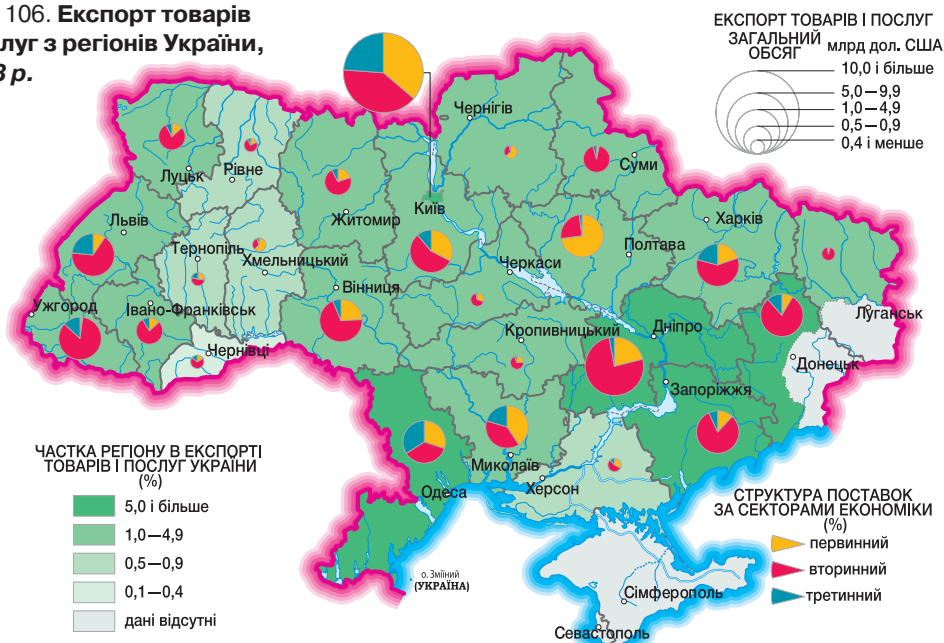 106. Експорт товарів
луг з регіонів України,
р.
ЕКСПОРТ ТОВАРІВ І ПОСЛУГ
ЗАГАЛЬНИЙ
ОБСЯГ млрд дол. США
10,0 і більше
5,0—9,9
1,0—4,9
0,5—0,9
0,4 і менше
Чернігів
Луцьк
Рівне
Суми
Житомир
Київ
Львів
Харків
Тернопіль
Хмельницький
Полтава
Черкаси
Вінниця
Ужгород
Івано-Франківськ
Луганськ
Кропивницький
Дніпро
Чернівці
Донецьк
Запоріжжя
Миколаїв
Херсон
Одеса
ЧАСТКА РЕГІОНУ В ЕКСПОРТІ
ТОВАРІВ І ПОСЛУГ УКРАЇНИ
(%)
5,0 і більше
1,0—4,9
0,5—0,9
0,1—0,4
дані відсутні
СТРУКТУРА ПОСТАВОК
ЗА СЕКТОРАМИ ЕКОНОМІКИ
(%)
первинний
вторинний
третинний
о. Зміїний
(УКРАЇНА)
Сімферополь
Севастополь